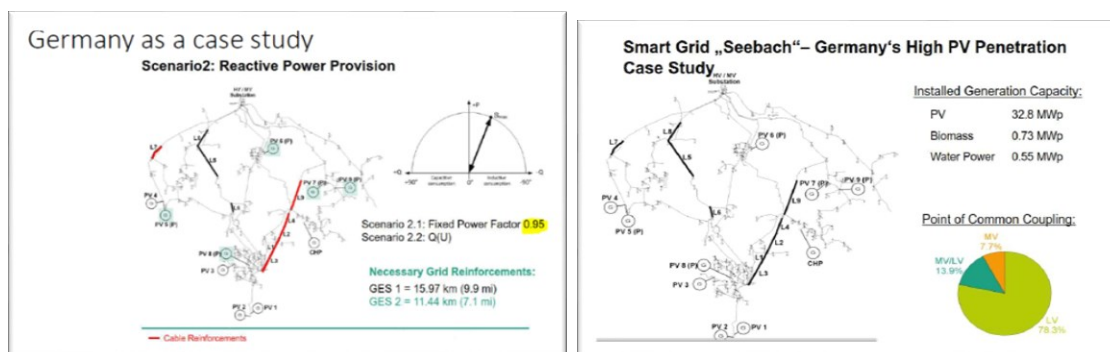 Germany as a case study
Scenario2: Reactive Power Provision
HV / MV
Substation
L7
L8
L5
PV 6 (P)
PV 7 (P)
PV 9 (P)
PV 4
PV 5 (P)
L9
L4
L2
L3
PV 8 (P)
PV 3
CHP
PV 2
PV 1
+P
-Q
Q
Capacitive
consumption
Inductive
consumption
-90°
0°
Scenario 2.1: Fixed Power Factor 0.95
Scenario 2.2: Q(U)
Necessary Grid Reinforcements:
GES 1 = 15.97 km (9.9 mi)
GES 2 = 11.44 km (7.1 mi)
Cable Reinforcements
Smart Grid „Seebach“– Germany's High PV Penetration
Case Study
HV / MV
Substation
L7
L8
L5
PV 6 (P)
PV 7 (P)
PV 9 (P)
PV 4
PV 5 (P)
L6
L9
L4
L2
L3
PV 8 (P)
PV 3
CHP
PV 2
PV 1
Installed Generation Capacity:
PV 32.8 MWp
Biomass 0.73 MWp
Water Power 0.55 MWp
Point of Common Coupling:
MV
7.7%
MV/LV
13.9%
LV
78.3%